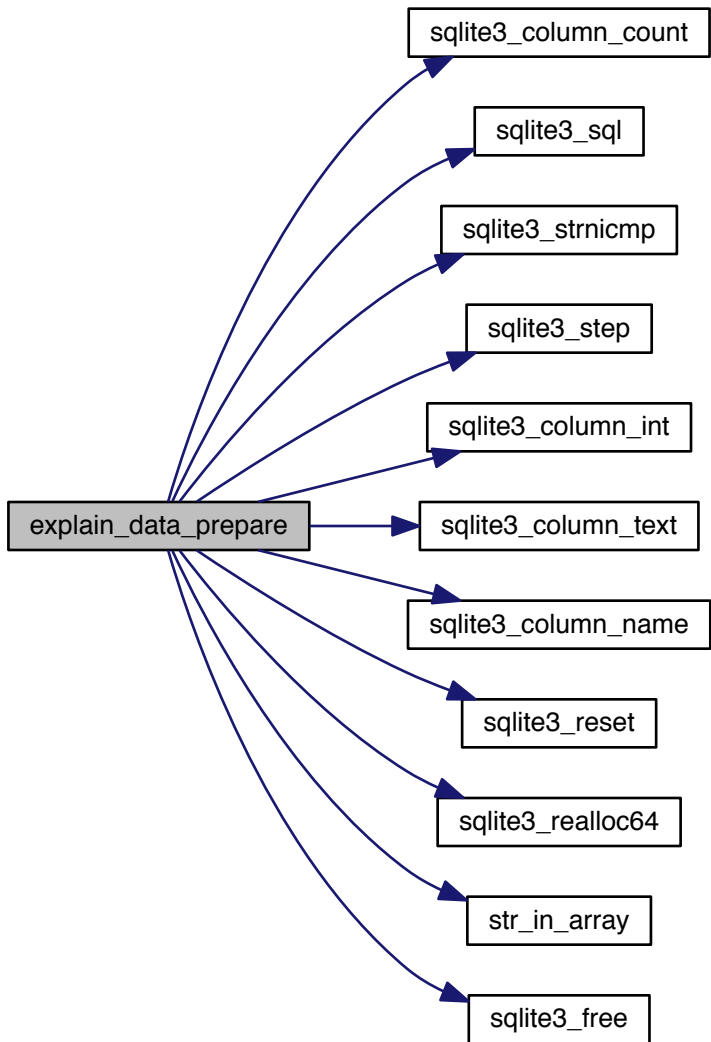 sqlite3_column_count
sqlite3_sql
sqlite3_strnicmp
sqlite3_step
sqlite3_column_int
explain_data_prepare
sqlite3_column_text
sqlite3_column_name
sqlite3_reset
sqlite3_realloc64
str_in_array
sqlite3_free